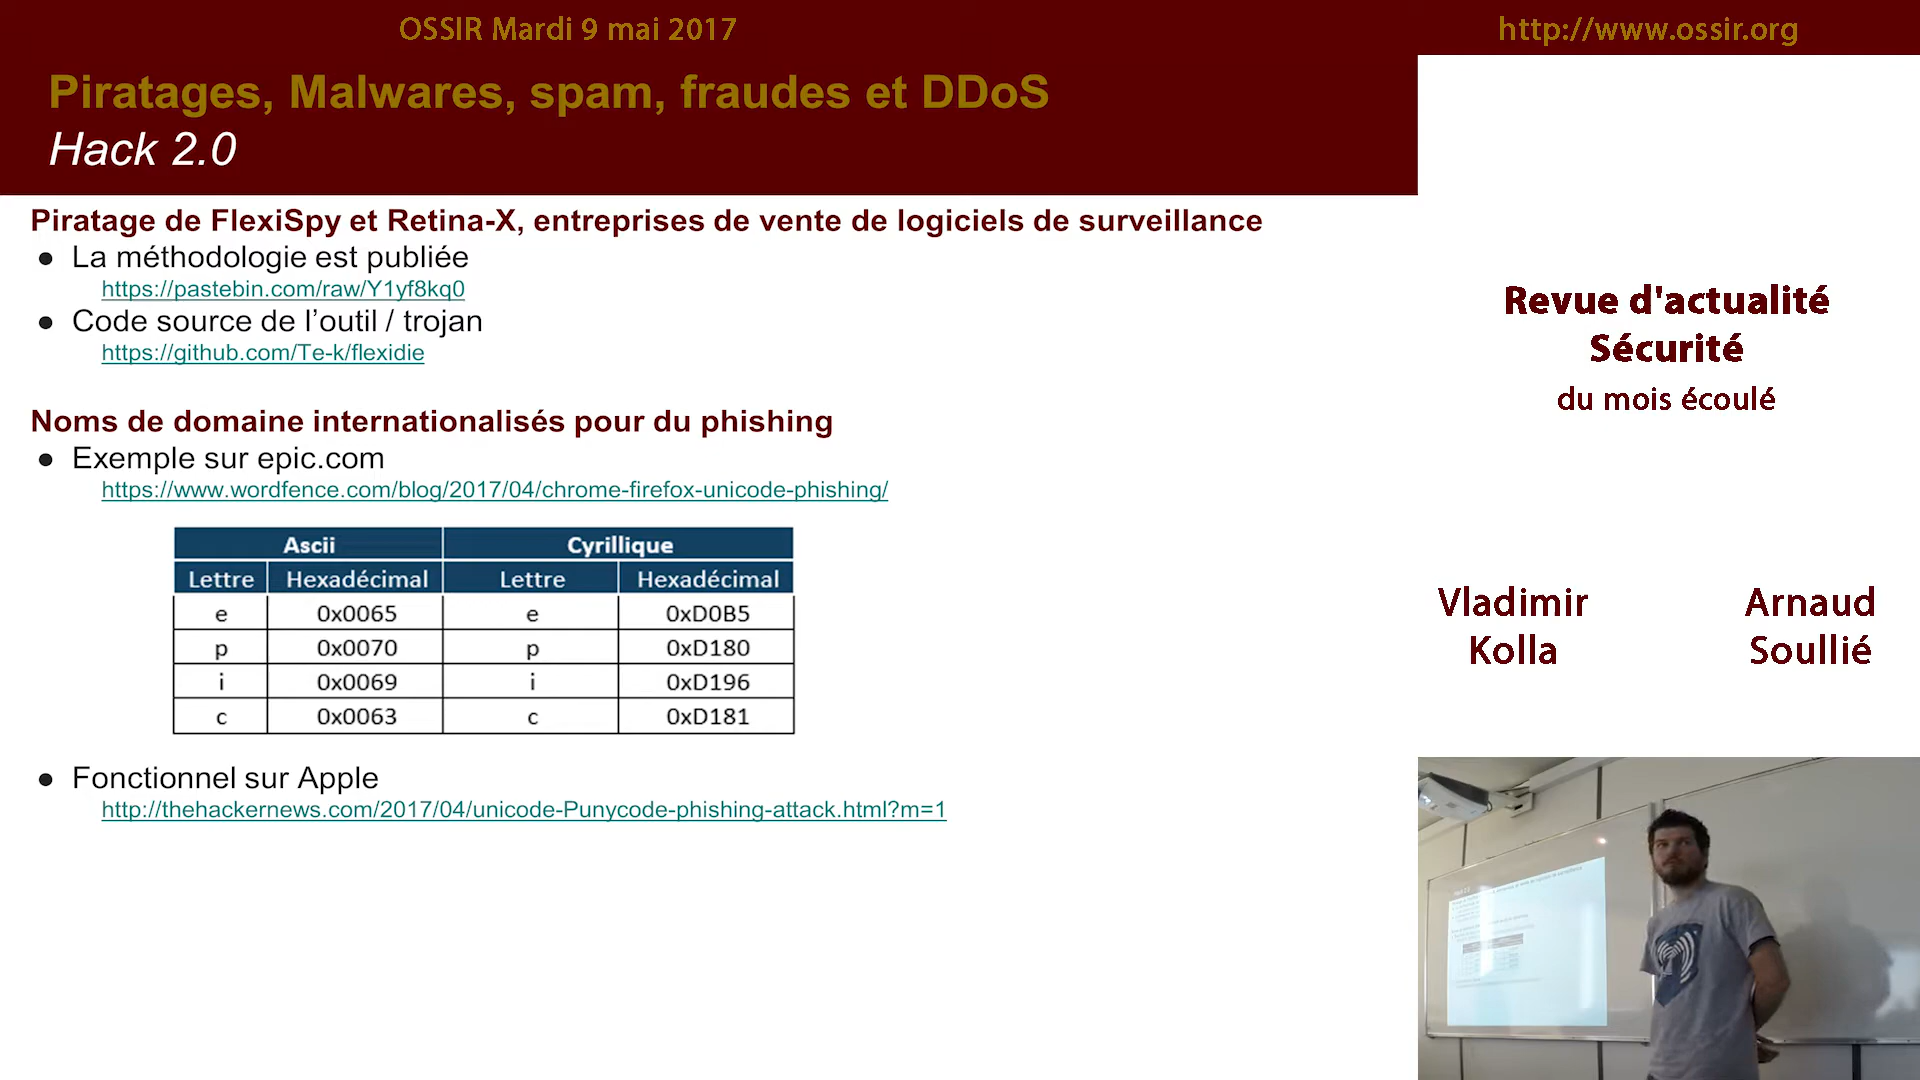 OSSIR Mardi 9 mai 2017
http://www.ossir.org
Piratages, Malwares, spam, fraudes et DDoS
Hack 2.0
Piratage de FlexiSpy et Retina-X, entreprises de vente de logiciels de surveillance
● La méthodologie est publiée
https://pastebin.com/raw/Y1yf8kq0
● Code source de l’outil / trojan
https://github.com/Te-k/flexidie
Noms de domaine internationalisés pour du phishing
● Exemple sur epic.com
https://www.wordfence.com/blog/2017/04/chrome-firefox-unicode-phishing/
Ascii Cyrillique
Lettre Hexadécimal Lettre Hexadécimal
e 0x0065 е 0xD0B5
p 0x0070 р 0xD180
i 0x0069 і 0xD196
c 0x0063 с 0xD181
● Fonctionnel sur Apple
http://thehackernews.com/2017/04/unicode-Punycode-phishing-attack.html?m=1
Revue d'actualité
Sécurité
du mois écoulé
Vladimir
Kolla
Arnaud
Soullié